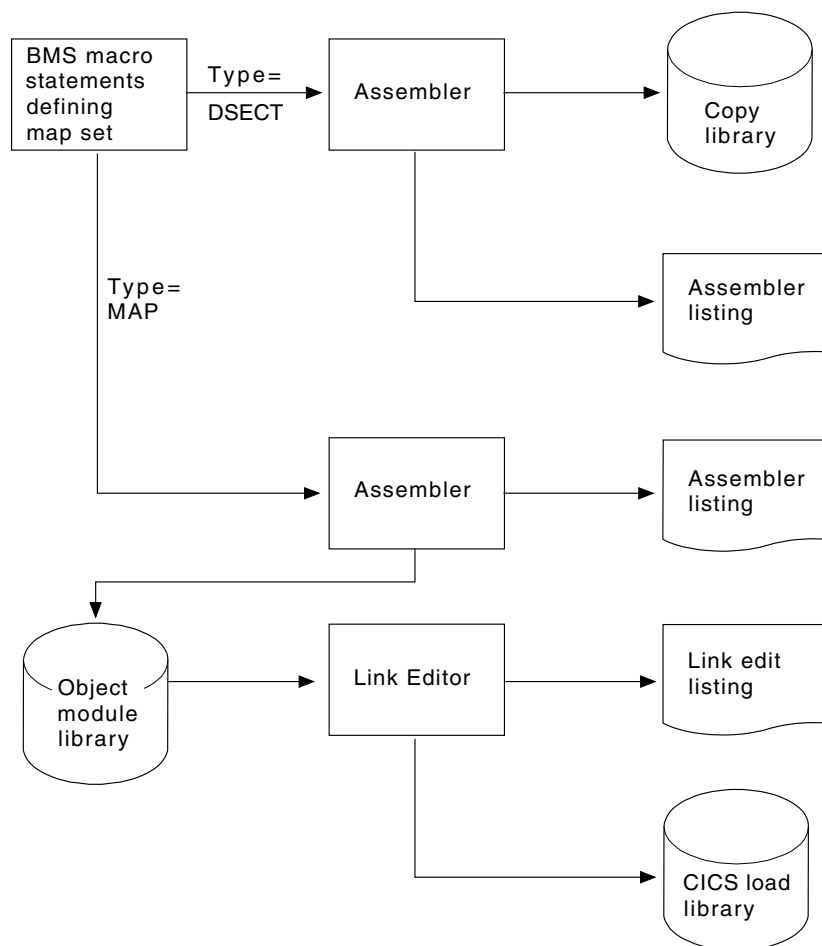 BMS macro
statements
defining
map set
Type=
DSECT
Assembler
Copy
library
Assembler
listing
Type=
MAP
Assembler
Assembler
listing
Object
module
library
Link Editor
Link edit
listing
CICS load
library